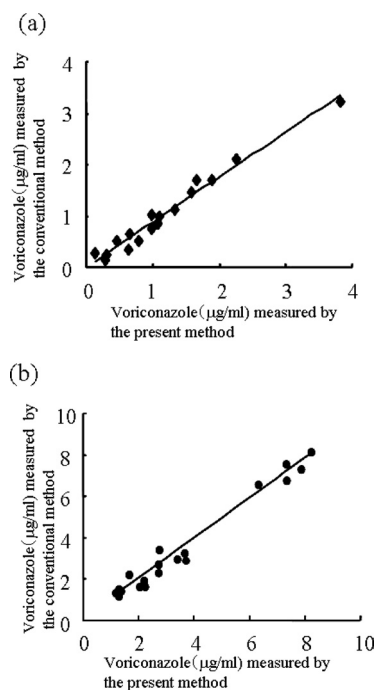 (a)
Voriconazole(μg/ml) measured by
the conventional method
4
3
2
1
0
0 1 2 3 4
Voriconazole(μg/ml) measured by
the present method
(b)
Voriconazole(μg/ml) measured by
the conventional method
10
8
6
4
2
0
0 2 4 6 8 10
Voriconazole(μg/ml) measured by
the present method